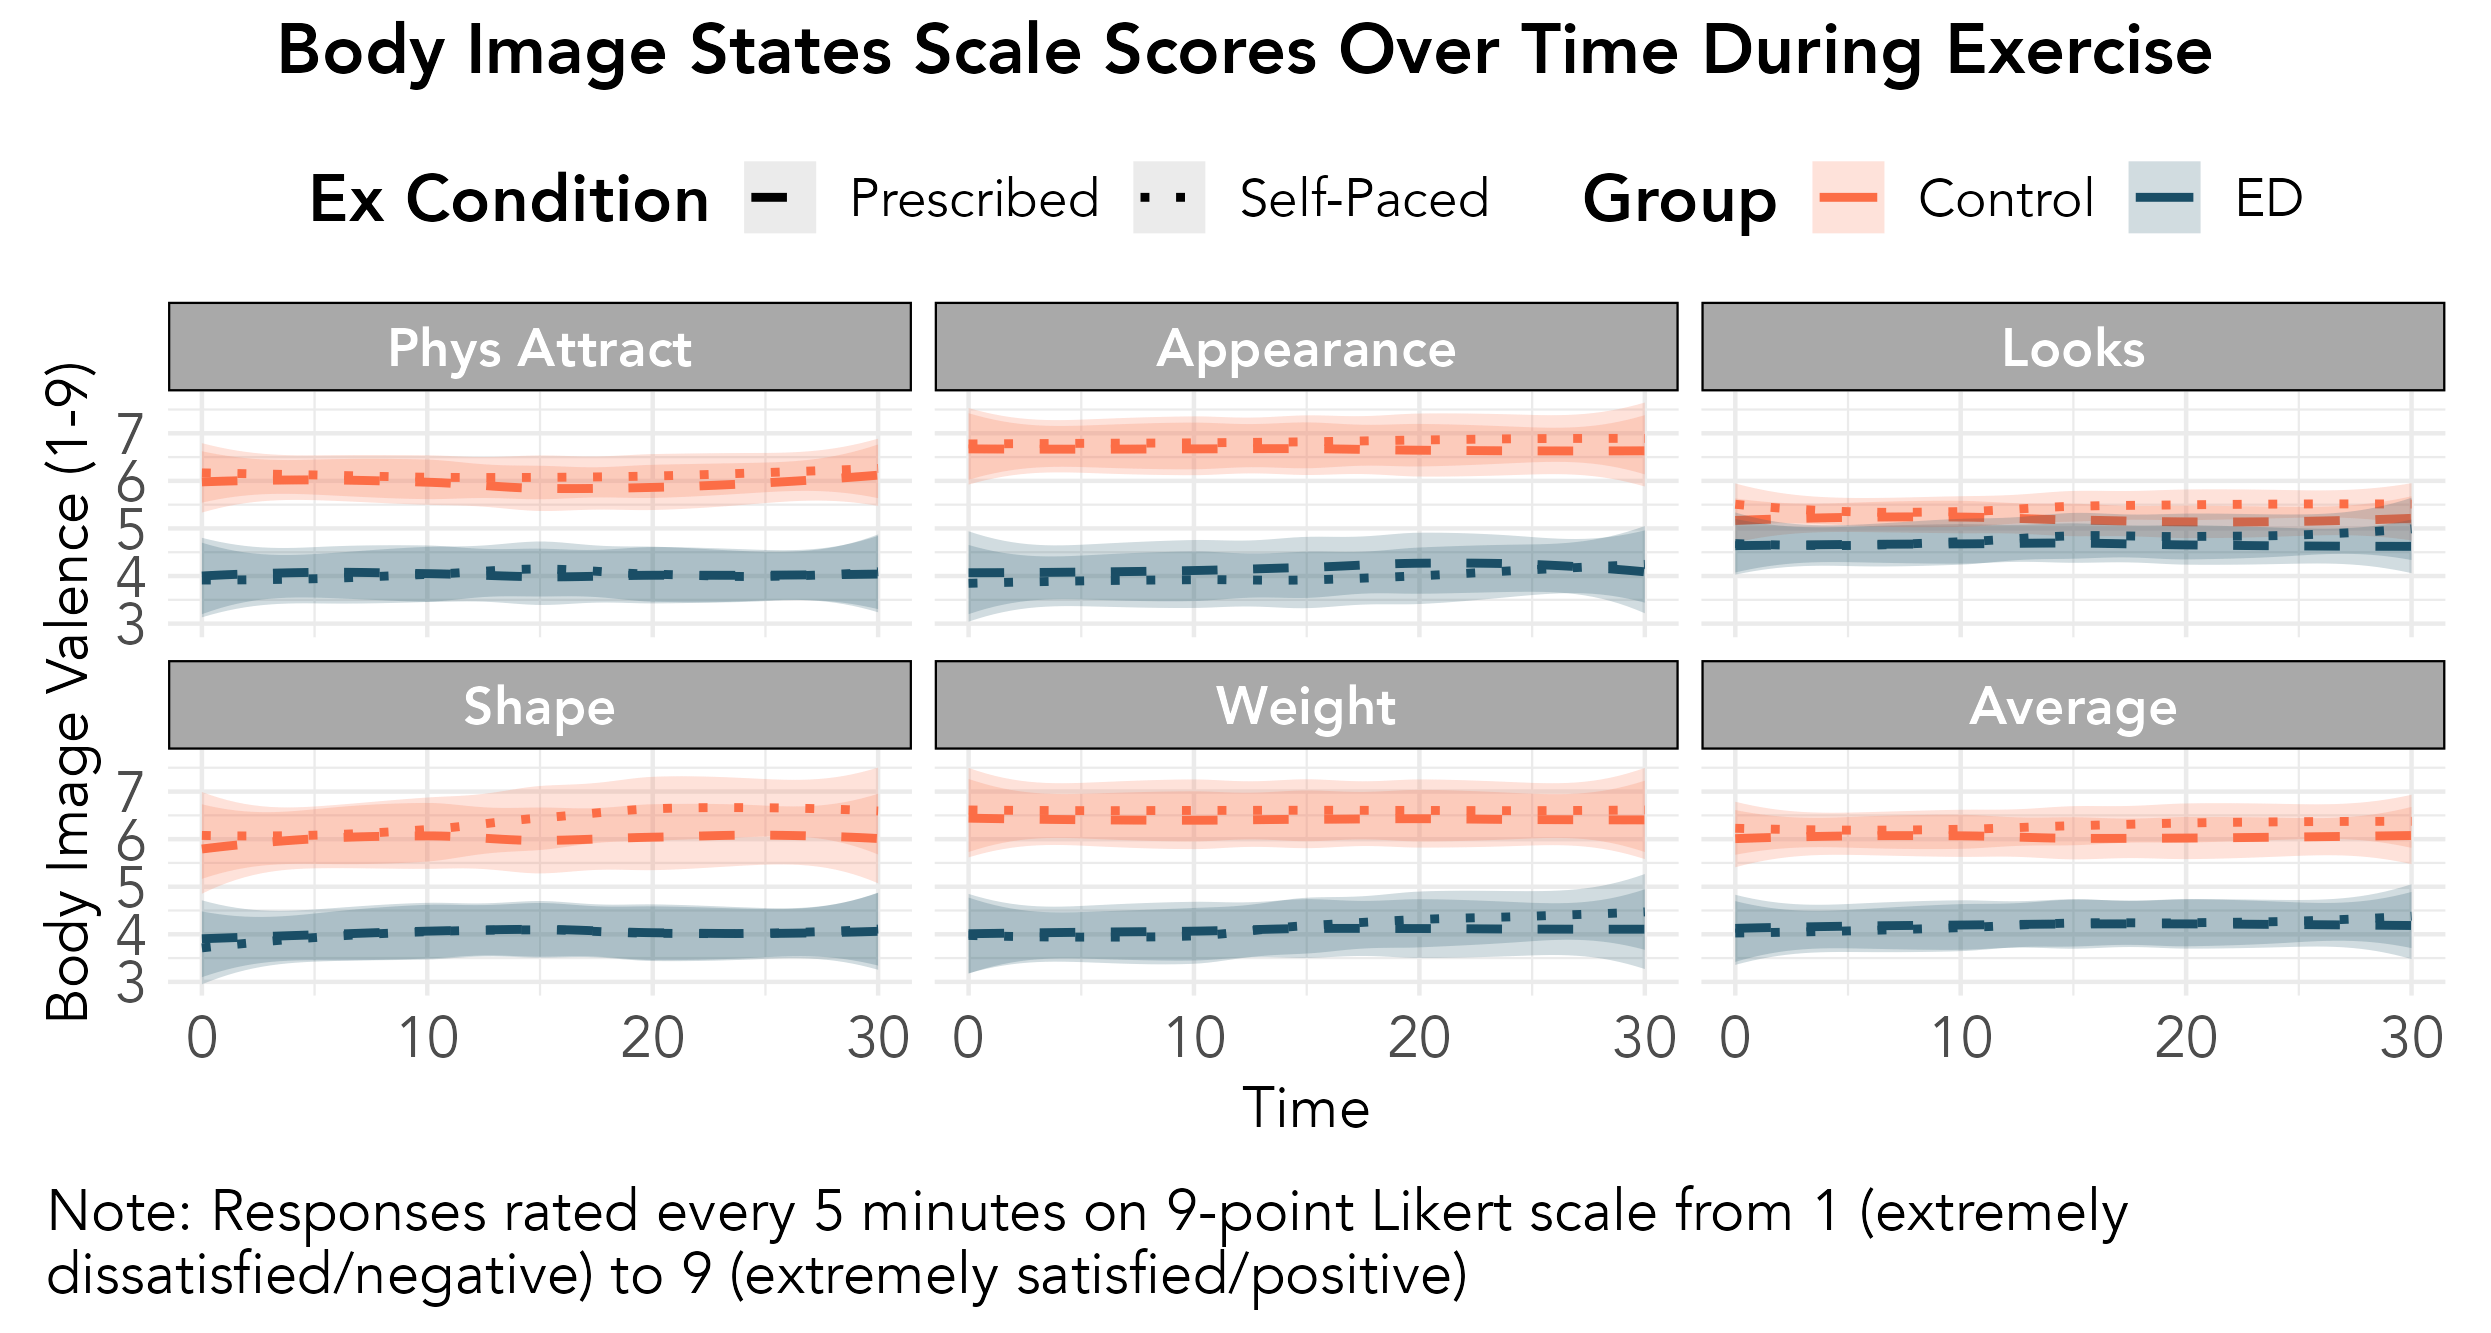 Body Image States Scale Scores Over Time During Exercise
Ex Condition Prescribed Self-Paced Group Control ED
Body Image Valence (1-9)
Phys Attract Appearance Looks
7
6
5
4
3
Shape Weight Average
7
6
5
4
3
0 10 20 30 0 10 20 30 0 10 20 30
Time
Note: Responses rated every 5 minutes on 9-point Likert scale from 1 (extremely
dissatisfied/negative) to 9 (extremely satisfied/positive)